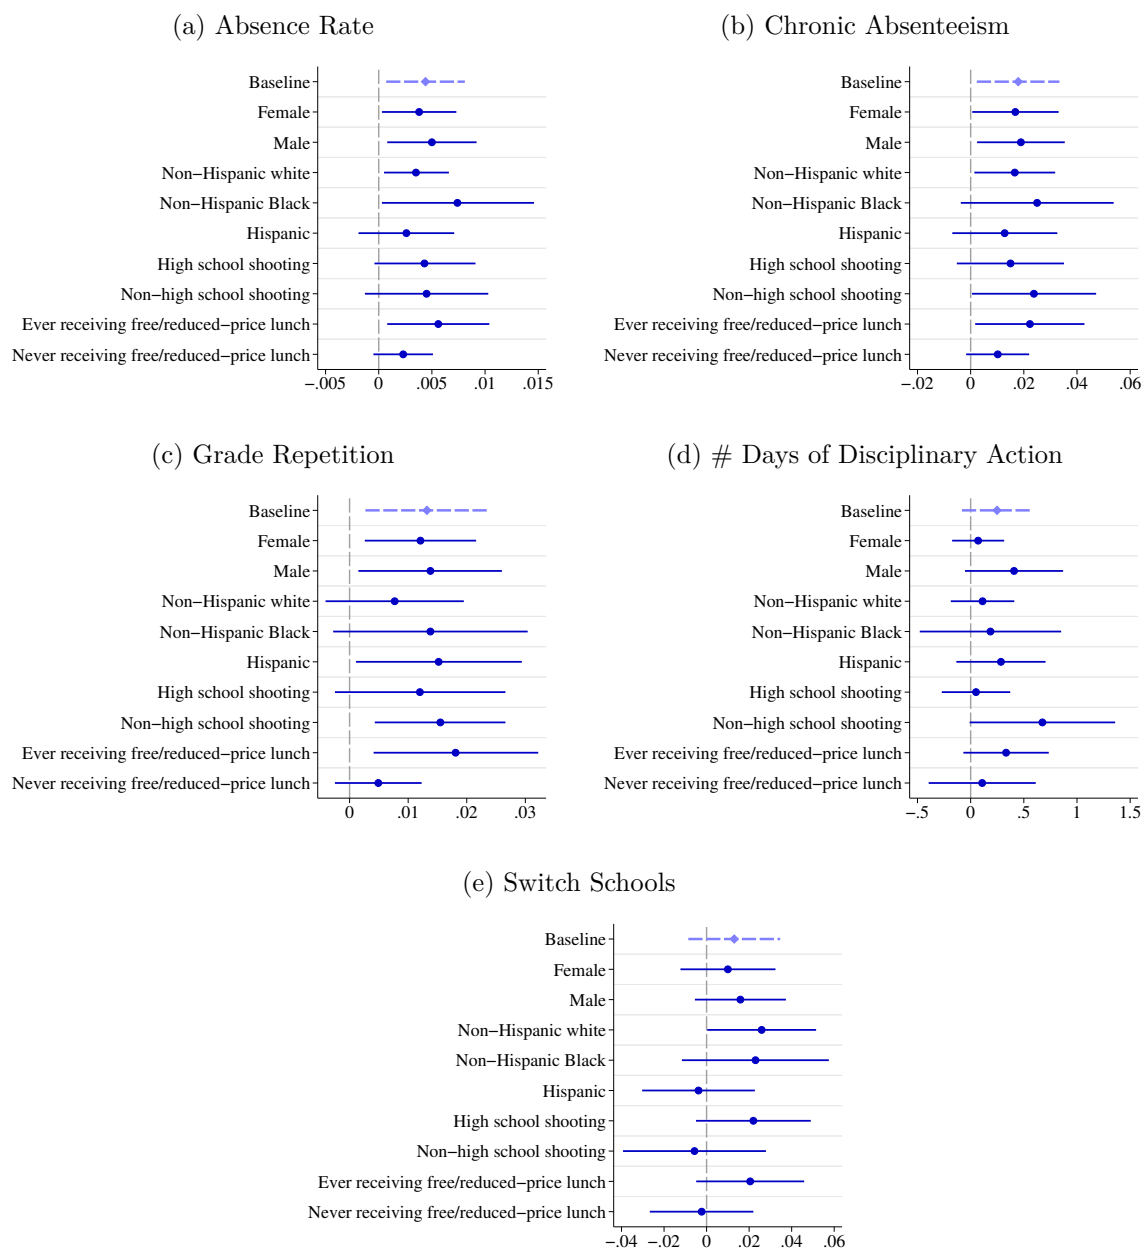 (a) Absence Rate
Baseline
Female
Male
Non−Hispanic white
Non−Hispanic Black
Hispanic
High school shooting
Non−high school shooting
Ever receiving free/reduced−price lunch
Never receiving free/reduced−price lunch
−.005 0 .005 .01 .015
(b) Chronic Absenteeism
Baseline
Female
Male
Non−Hispanic white
Non−Hispanic Black
Hispanic
High school shooting
Non−high school shooting
Ever receiving free/reduced−price lunch
Never receiving free/reduced−price lunch
−.02 0 .02 .04 .06
(c) Grade Repetition
Baseline
Female
Male
Non−Hispanic white
Non−Hispanic Black
Hispanic
High school shooting
Non−high school shooting
Ever receiving free/reduced−price lunch
Never receiving free/reduced−price lunch
0 .01 .02 .03
(d) # Days of Disciplinary Action
Baseline
Female
Male
Non−Hispanic white
Non−Hispanic Black
Hispanic
High school shooting
Non−high school shooting
Ever receiving free/reduced−price lunch
Never receiving free/reduced−price lunch
−.5 0 .5 1 1.5
(e) Switch Schools
Baseline
Female
Male
Non−Hispanic white
Non−Hispanic Black
Hispanic
High school shooting
Non−high school shooting
Ever receiving free/reduced−price lunch
Never receiving free/reduced−price lunch
−.04 −.02 0 .02 .04 .06